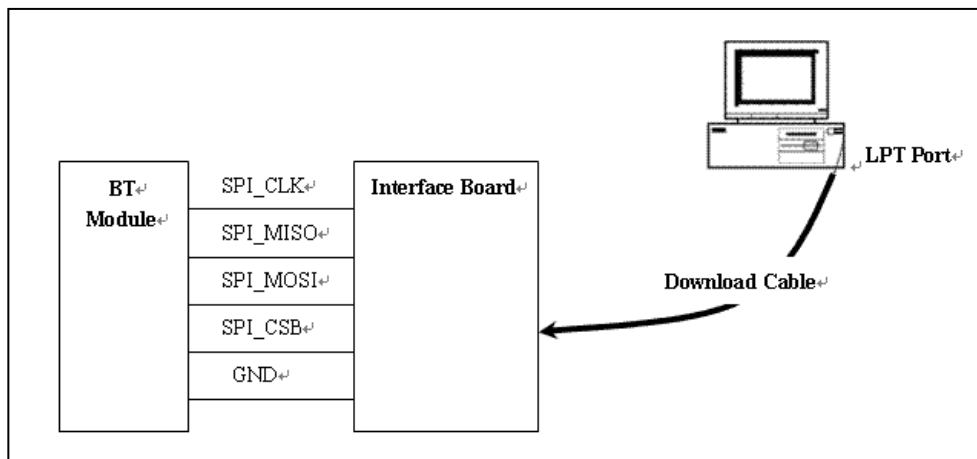 BT
Module
SPI_CLK
SPI_MISO
SPI_MOSI
SPI_CSB
GND
Interface Board
LPT Port
Download Cable